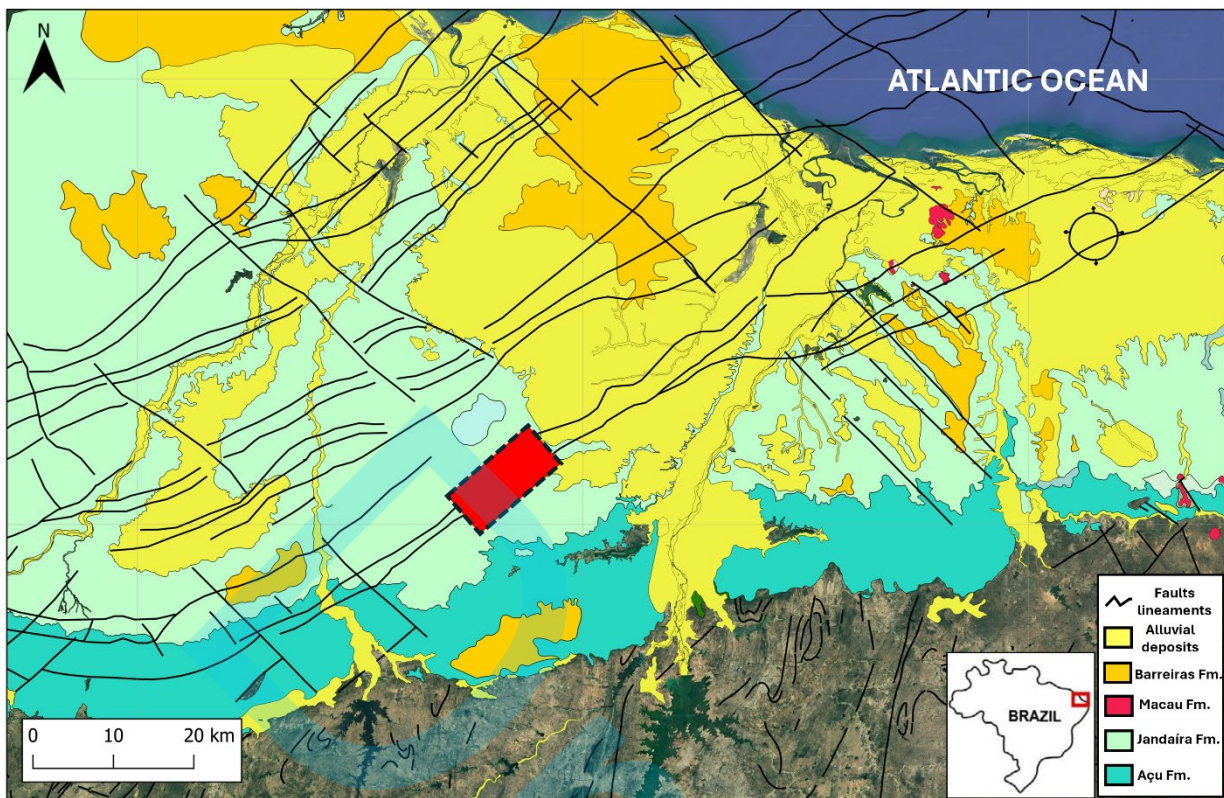 N
ATLANTIC OCEAN
Faults
lineaments
Alluvial
deposits
Barreiras Fm.
Macau Fm.
Jandaíra Fm.
Açu Fm.
BRAZIL
0 10 20 km